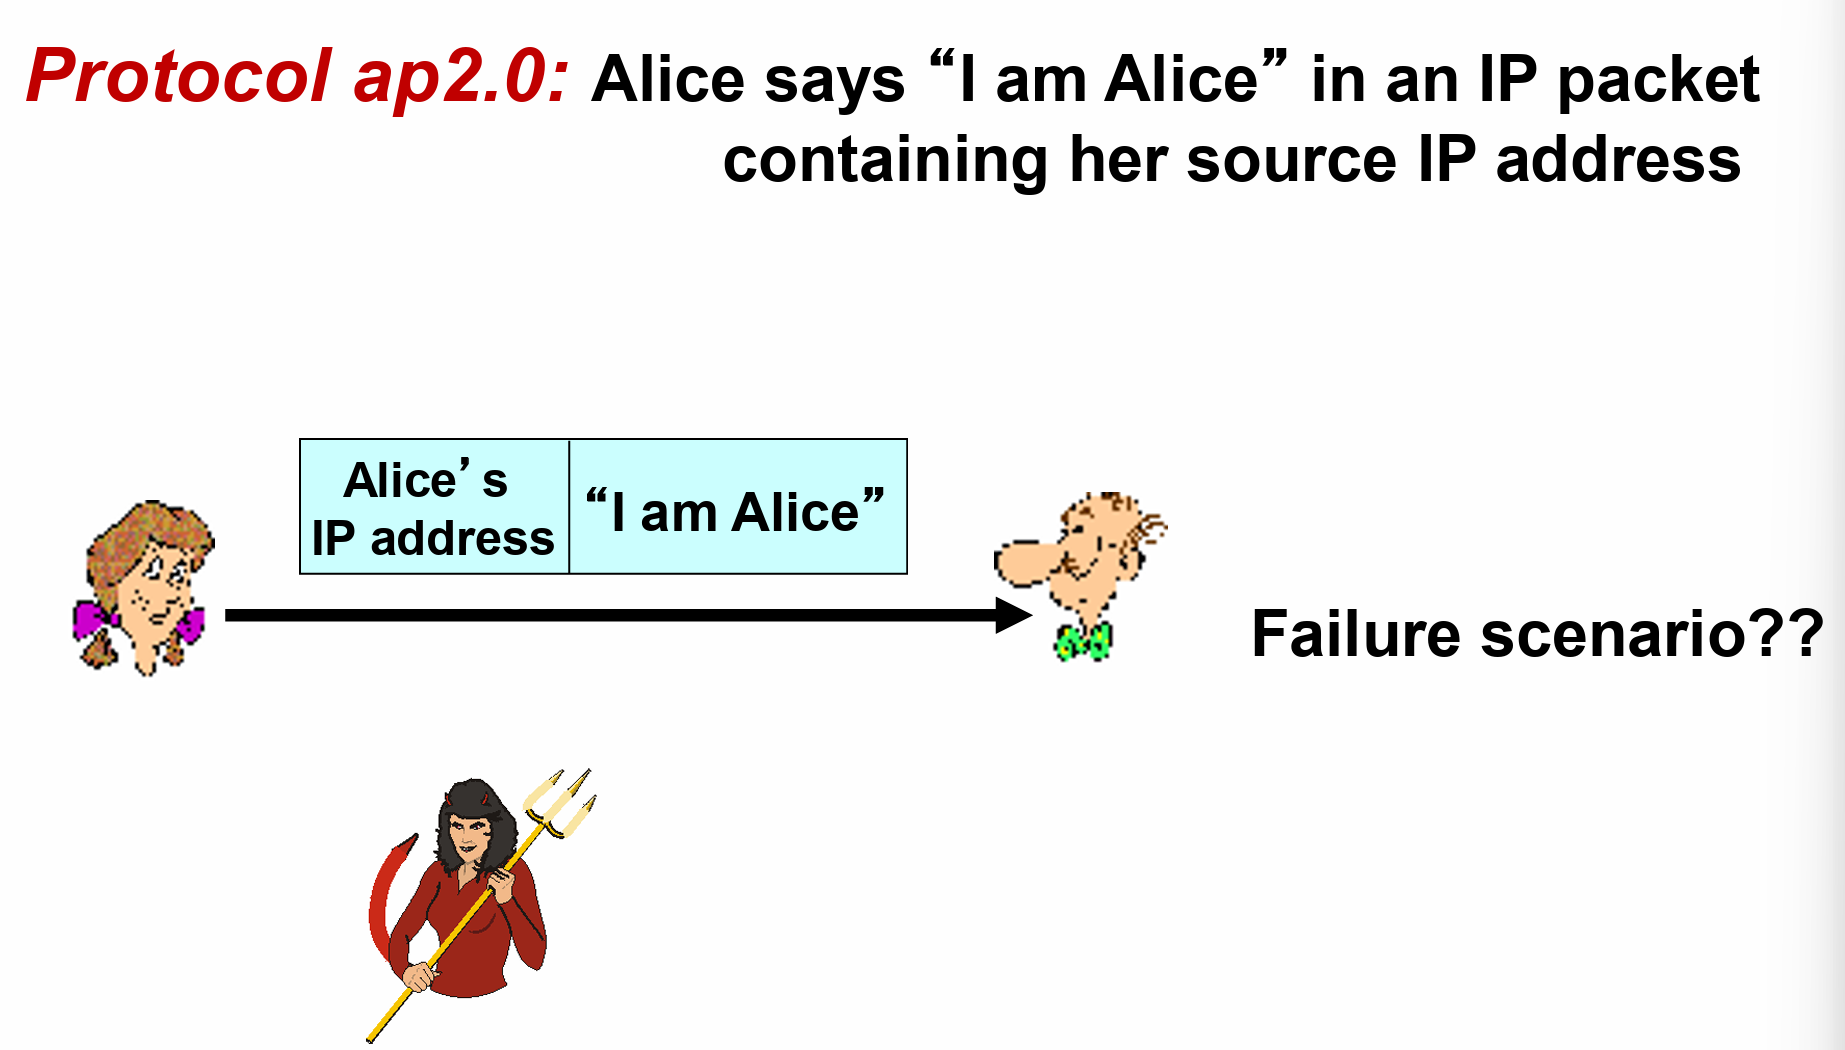 Protocol ap2.0: Alice says “I am Alice” in an IP packet
containing her source IP address
Alice’s
IP address
“I am Alice”
Failure scenario??